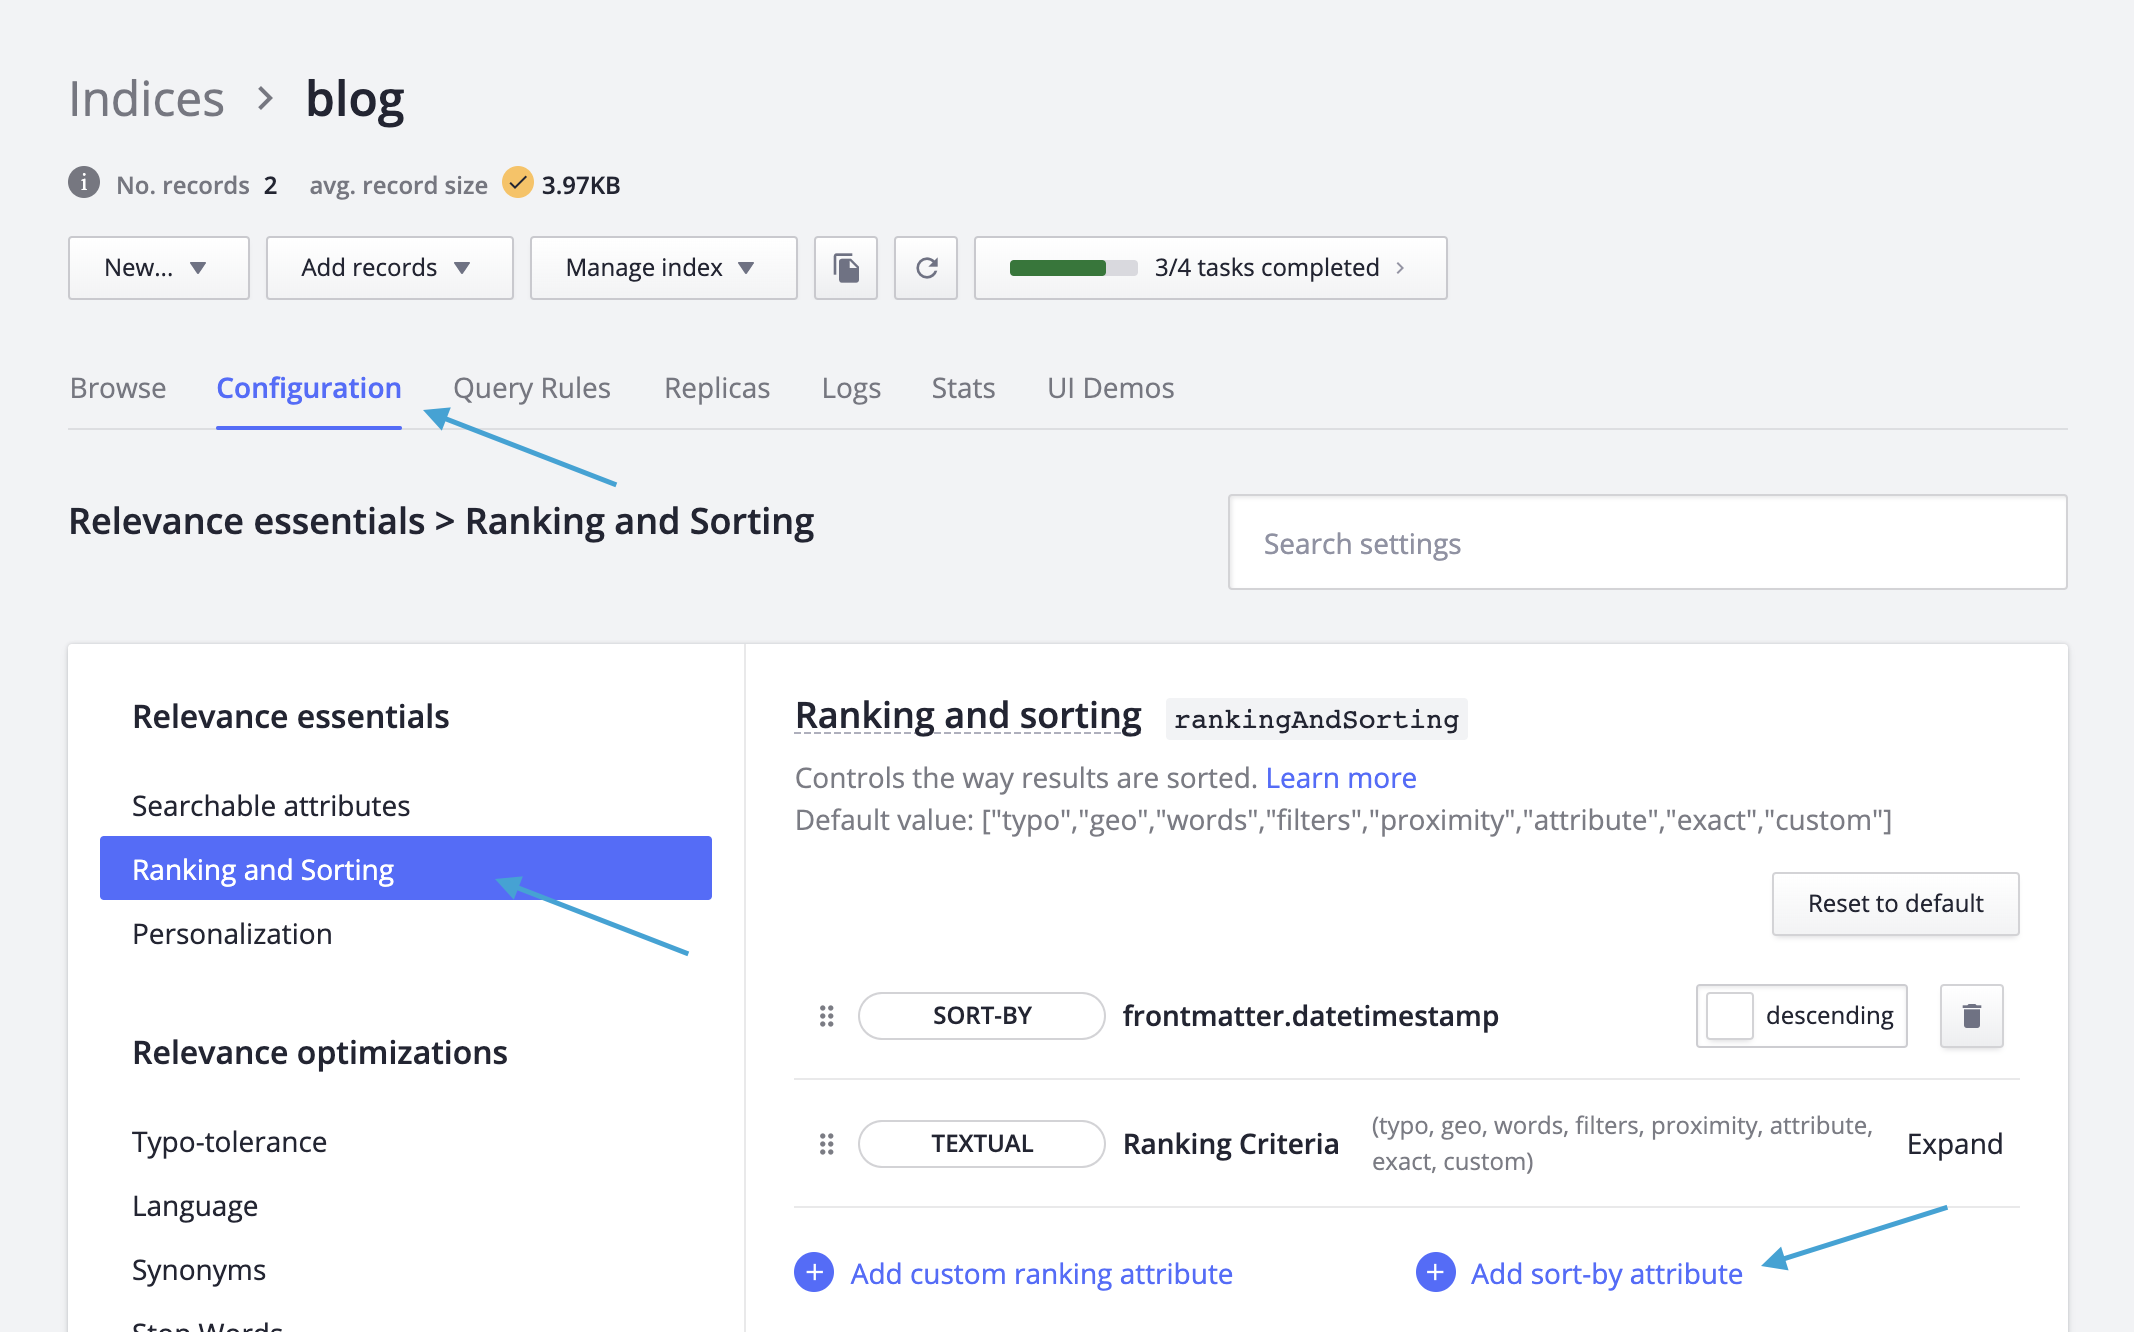 Indices > blog
i No. records 2 avg. record size 3.97KB
New... Add records Manage index 3/4 tasks completed
Browse Configuration Query Rules Replicas Logs Stats UI Demos
Relevance essentials > Ranking and Sorting
Search settings
Relevance essentials
Searchable attributes
Ranking and Sorting
Personalization
Relevance optimizations
Typo-tolerance
Language
Synonyms
Stop Words
Ranking and sorting rankingAndSorting
Controls the way results are sorted. Learn more
Default value: ["typo","geo","words","filters","proximity","attribute","exact","custom"]
Reset to default
SORT-BY frontmatter.datetimestamp descending
TEXTUAL Ranking Criteria (typo, geo, words, filters, proximity, attribute,
exact, custom) Expand
Add custom ranking attribute Add sort-by attribute